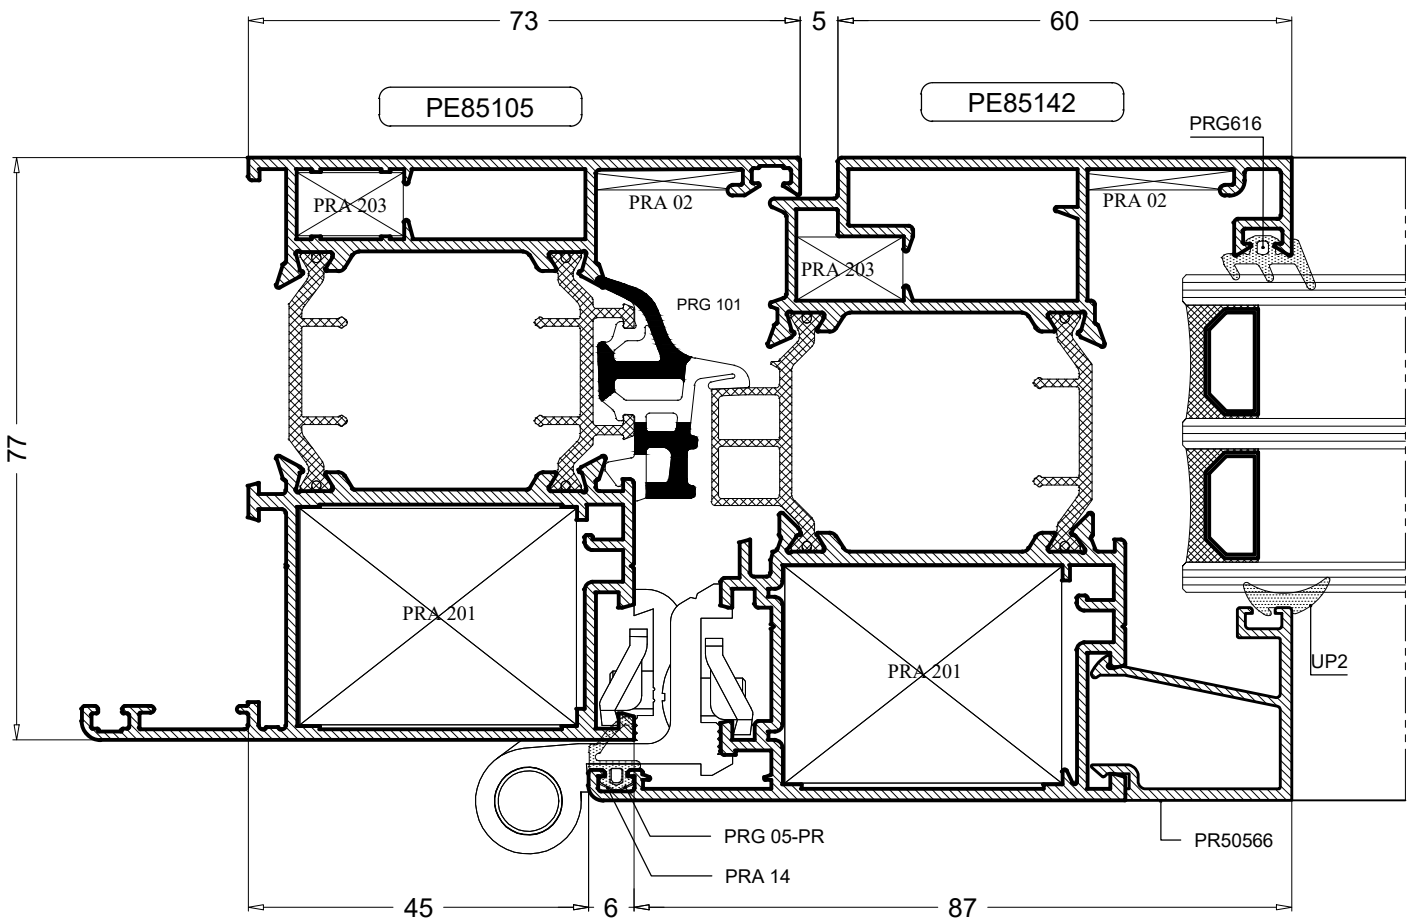 73
5
60
PE85105
PE85142
PRG616
PRA 203
PRA 02
PRA 02
PRA 203
PRG 101
77
PRA 201
PRA 201
UP2
PRG 05-PR
PR50566
PRA 14
45
6
87